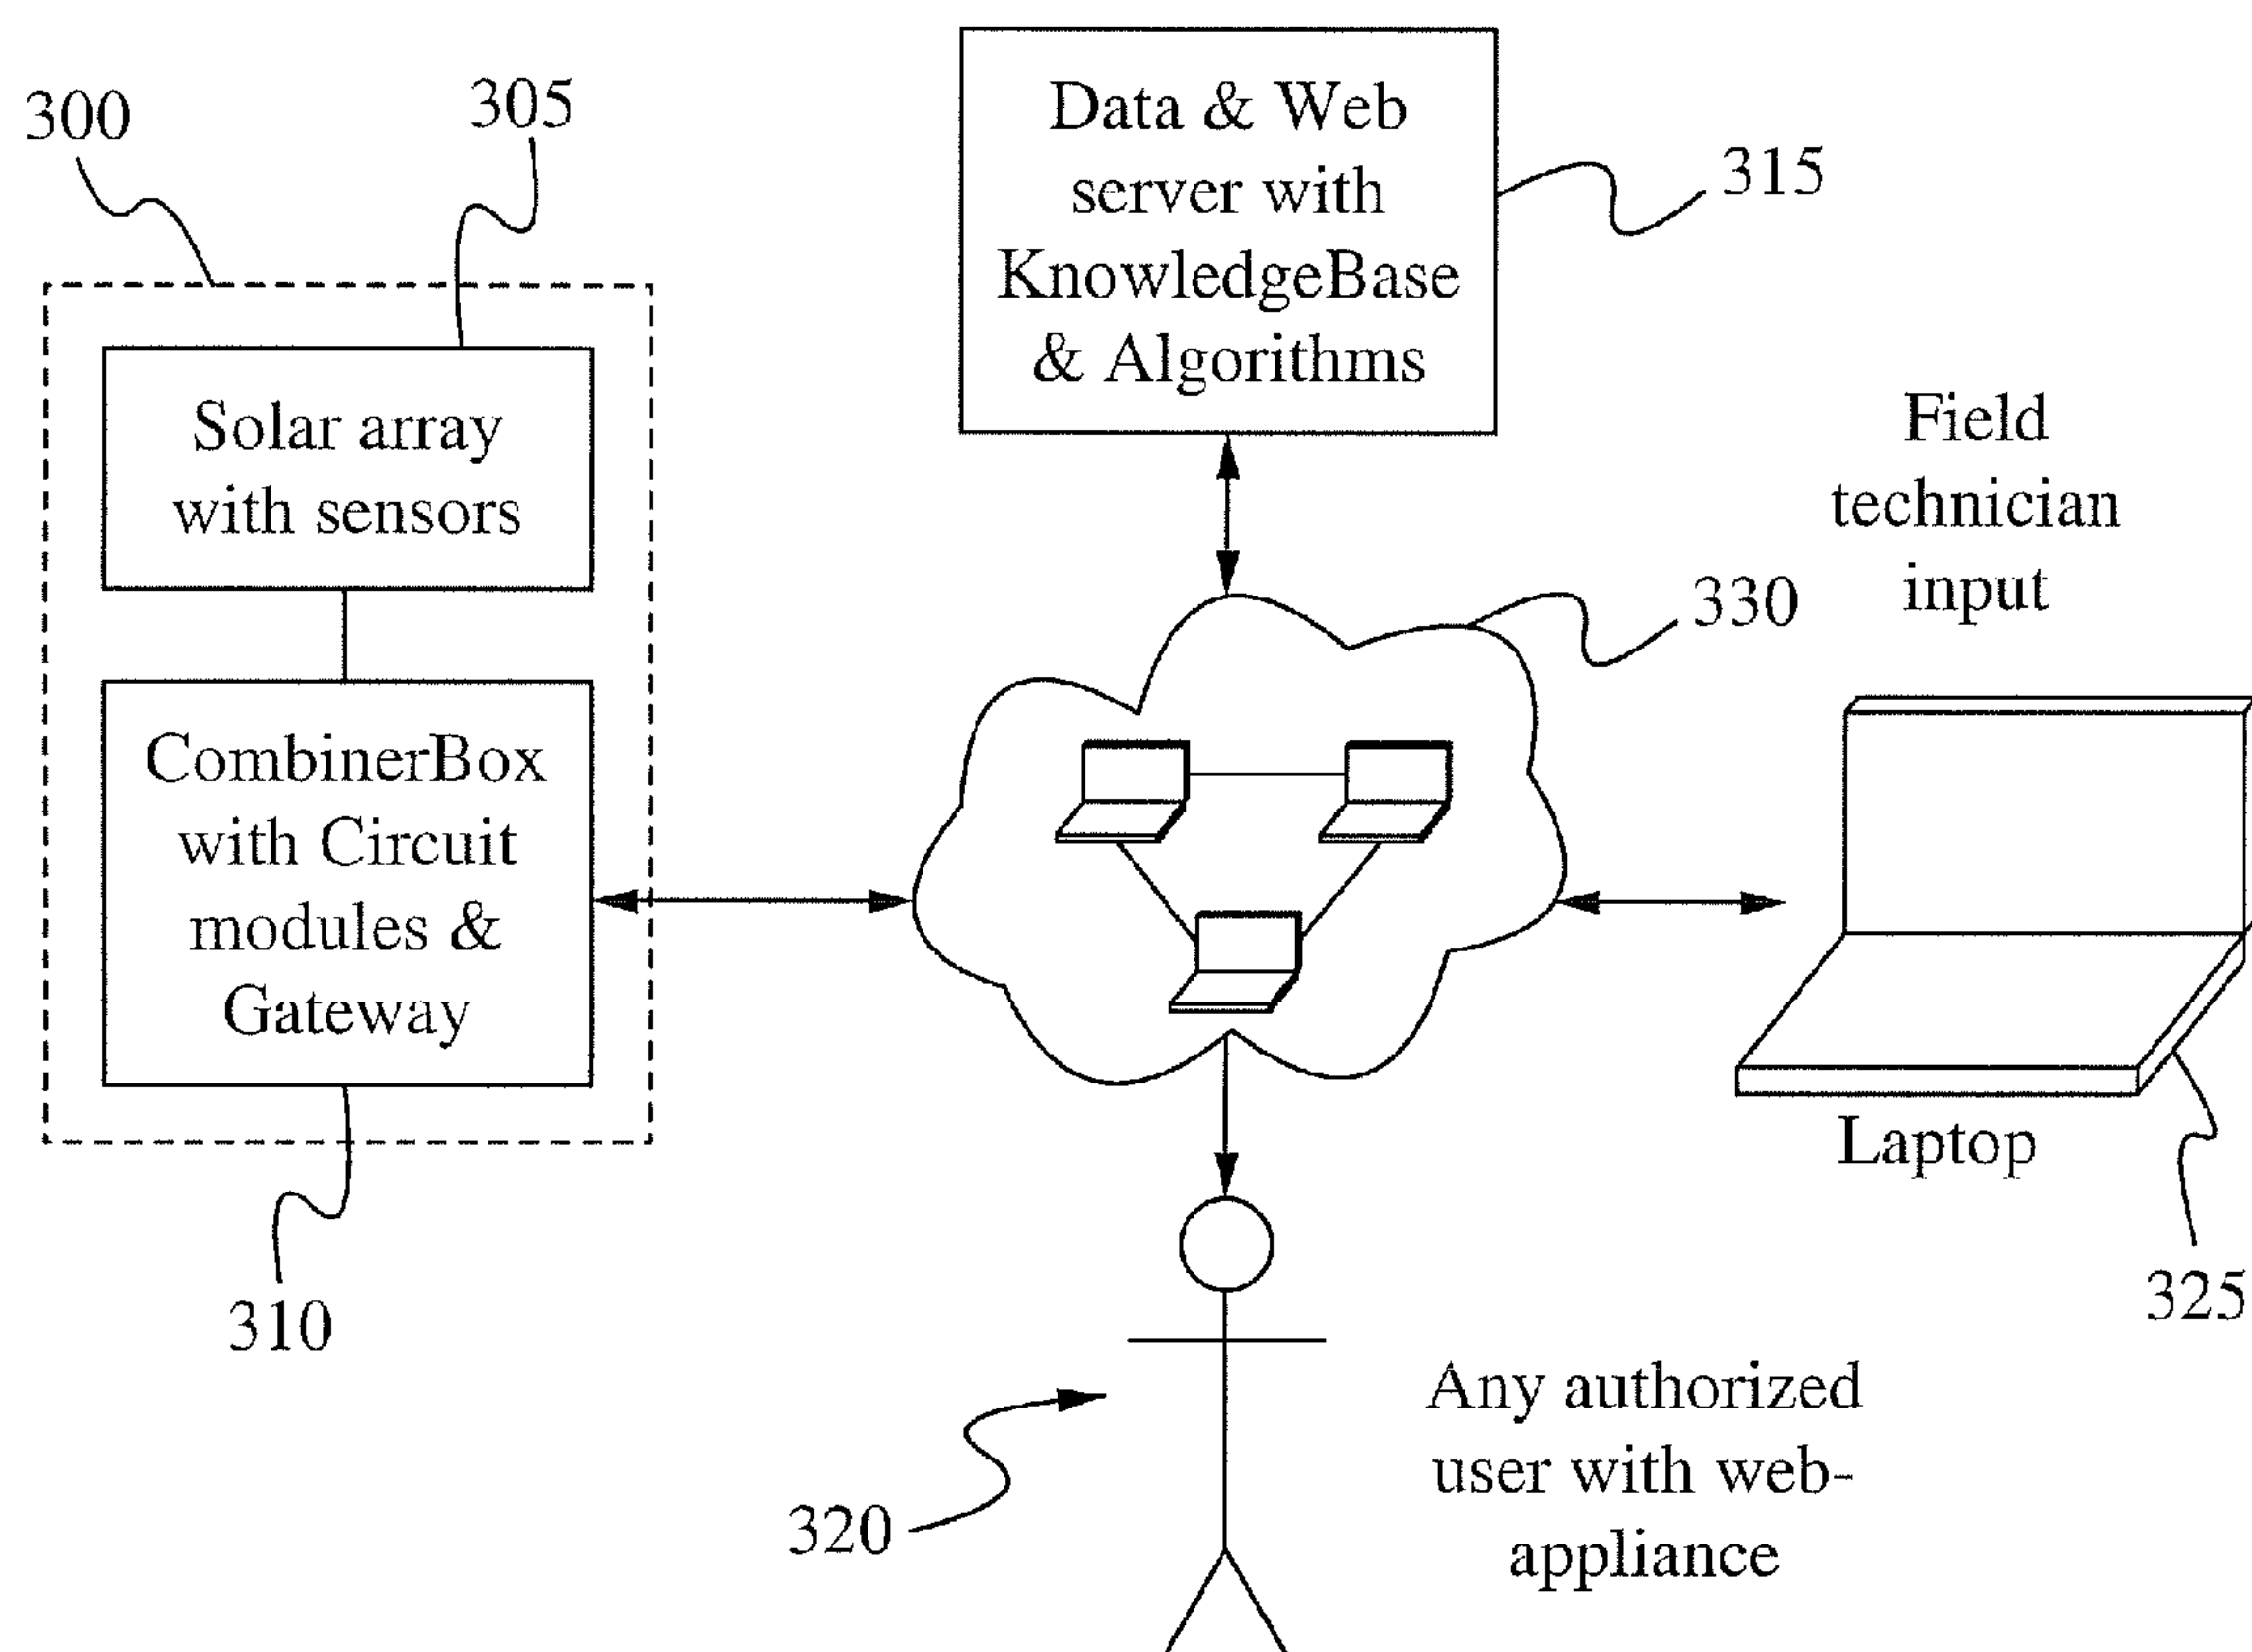 300
305
Solar array
with sensors
CombinerBox
with Circuit
modules &
Gateway
310
Data & Web
server with
KnowledgeBase
& Algorithms
315
330
Field
technician
input
Laptop
325
320
Any authorized
user with web-
appliance